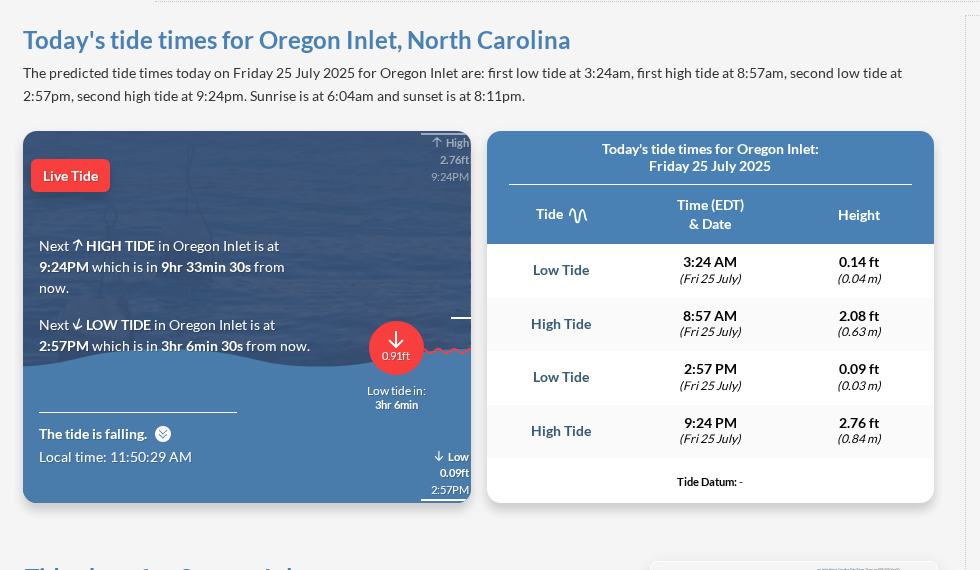 Today's tide times for Oregon Inlet, North Carolina
The predicted tide times today on Friday 25 July 2025 for Oregon Inlet are: first low tide at 3:24am, first high tide at 8:57am, second low tide at
2:57pm, second high tide at 9:24pm. Sunrise is at 6:04am and sunset is at 8:11pm.
High
2.76ft
9:24PM
Live Tide
Next HIGH TIDE in Oregon Inlet is at
9:24PM which is in 9hr 33min 30s from
now.
Next LOW TIDE in Oregon Inlet is at
2:57PM which is in 3hr 6min 30s from now.
0.91ft
Low tide in:
3hr 6min
The tide is falling.
Local time: 11:50:29 AM
Low
0.09ft
2:57PM
Today's tide times for Oregon Inlet:
Friday 25 July 2025
Tide
Time (EDT)
& Date
Height
Low Tide
3:24 AM
(Fri 25 July)
0.14 ft
(0.04 m)
High Tide
8:57 AM
(Fri 25 July)
2.08 ft
(0.63 m)
Low Tide
2:57 PM
(Fri 25 July)
0.09 ft
(0.03 m)
High Tide
9:24 PM
(Fri 25 July)
2.76 ft
(0.84 m)
Tide Datum: -